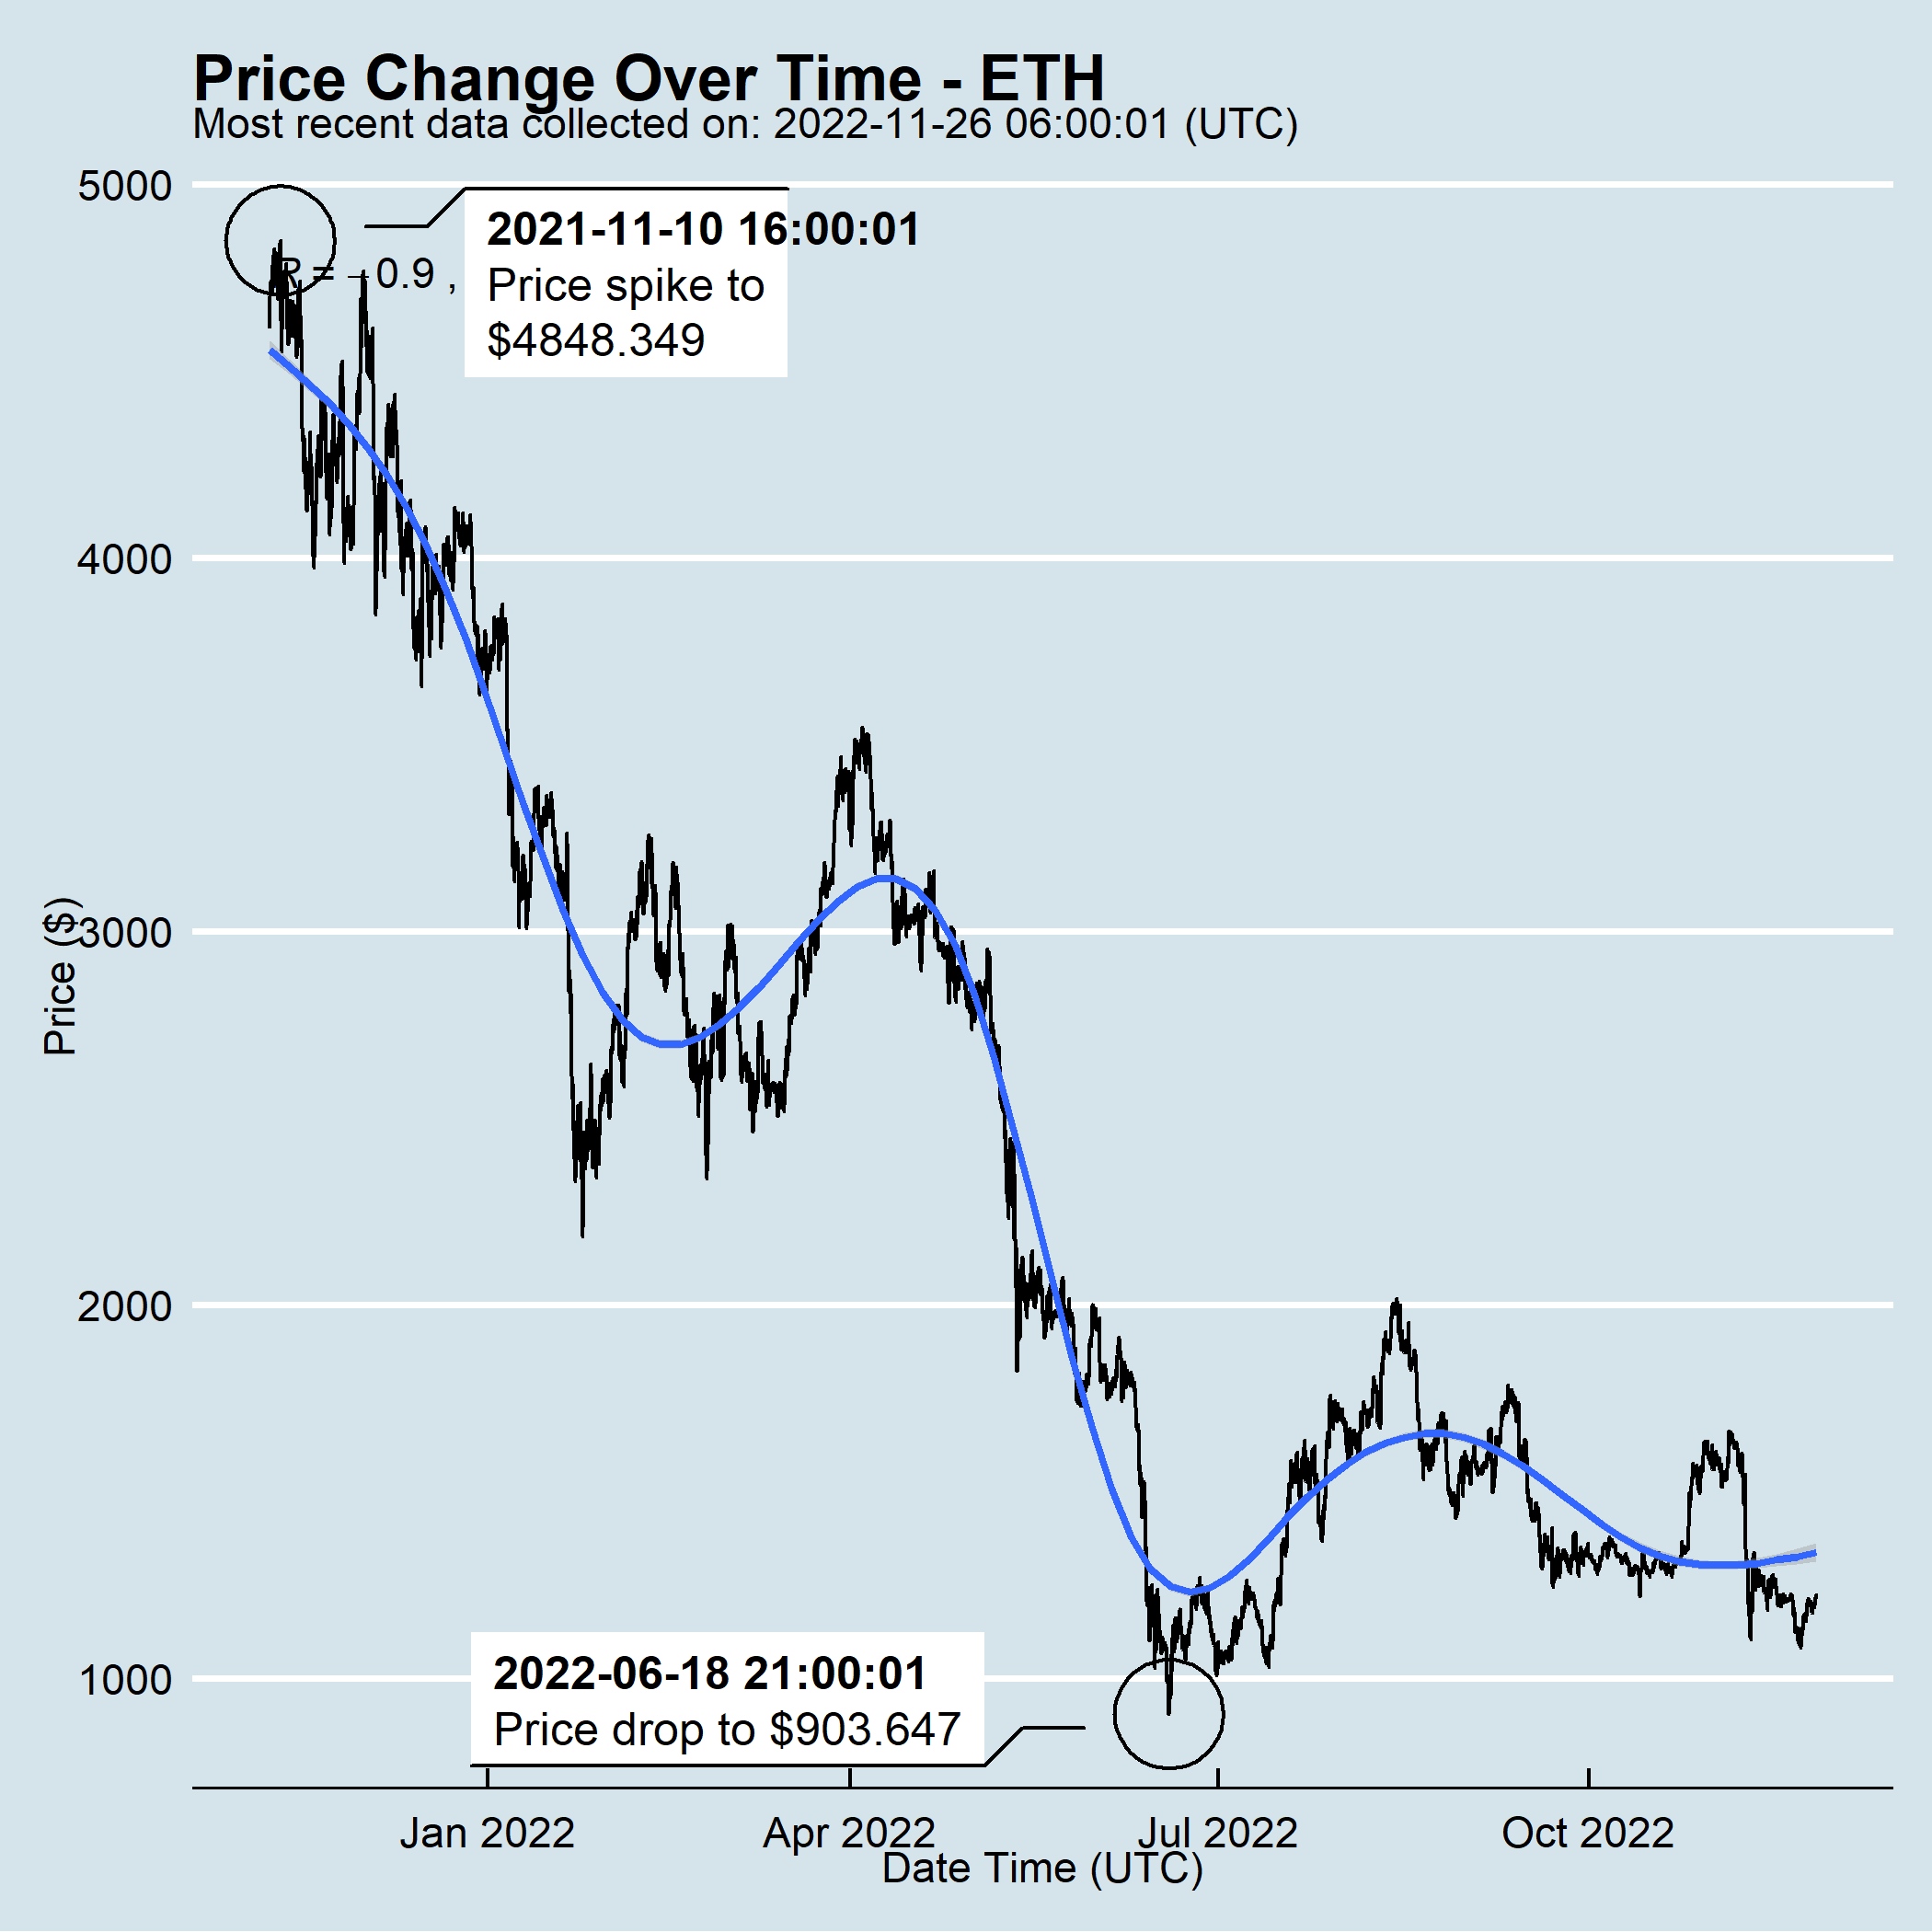 Price Change Over Time - ETH
Most recent data collected on: 2022-11-26 06:00:01 (UTC)
5000
4000
3000
2000
1000
Price ($)
R = −0.9 ,
2021-11-10 16:00:01
Price spike to
$4848.349
2022-06-18 21:00:01
Price drop to $903.647
Jan 2022
Apr 2022
Jul 2022
Oct 2022
Date Time (UTC)